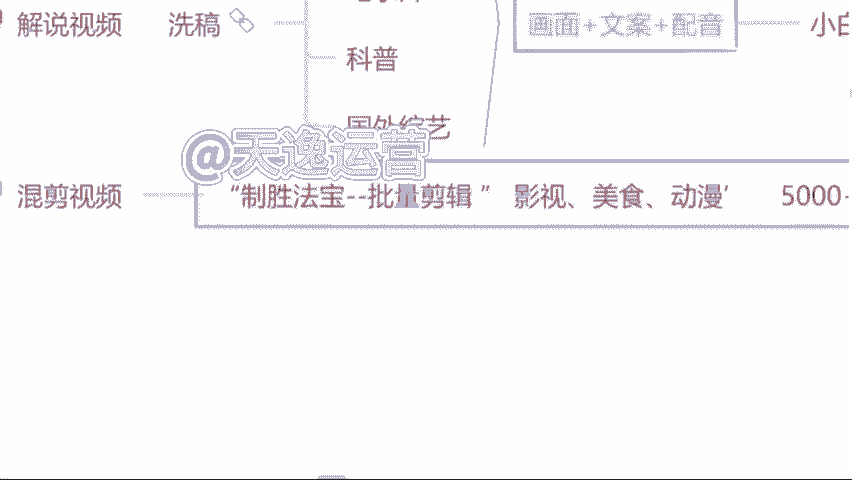 解说视频 洗稿 画面+文案+配音 小白
科普
国外综艺
@天逸运营
混剪视频 “制胜法宝--批量剪辑 ” 影视、美食、动漫’ 5000-